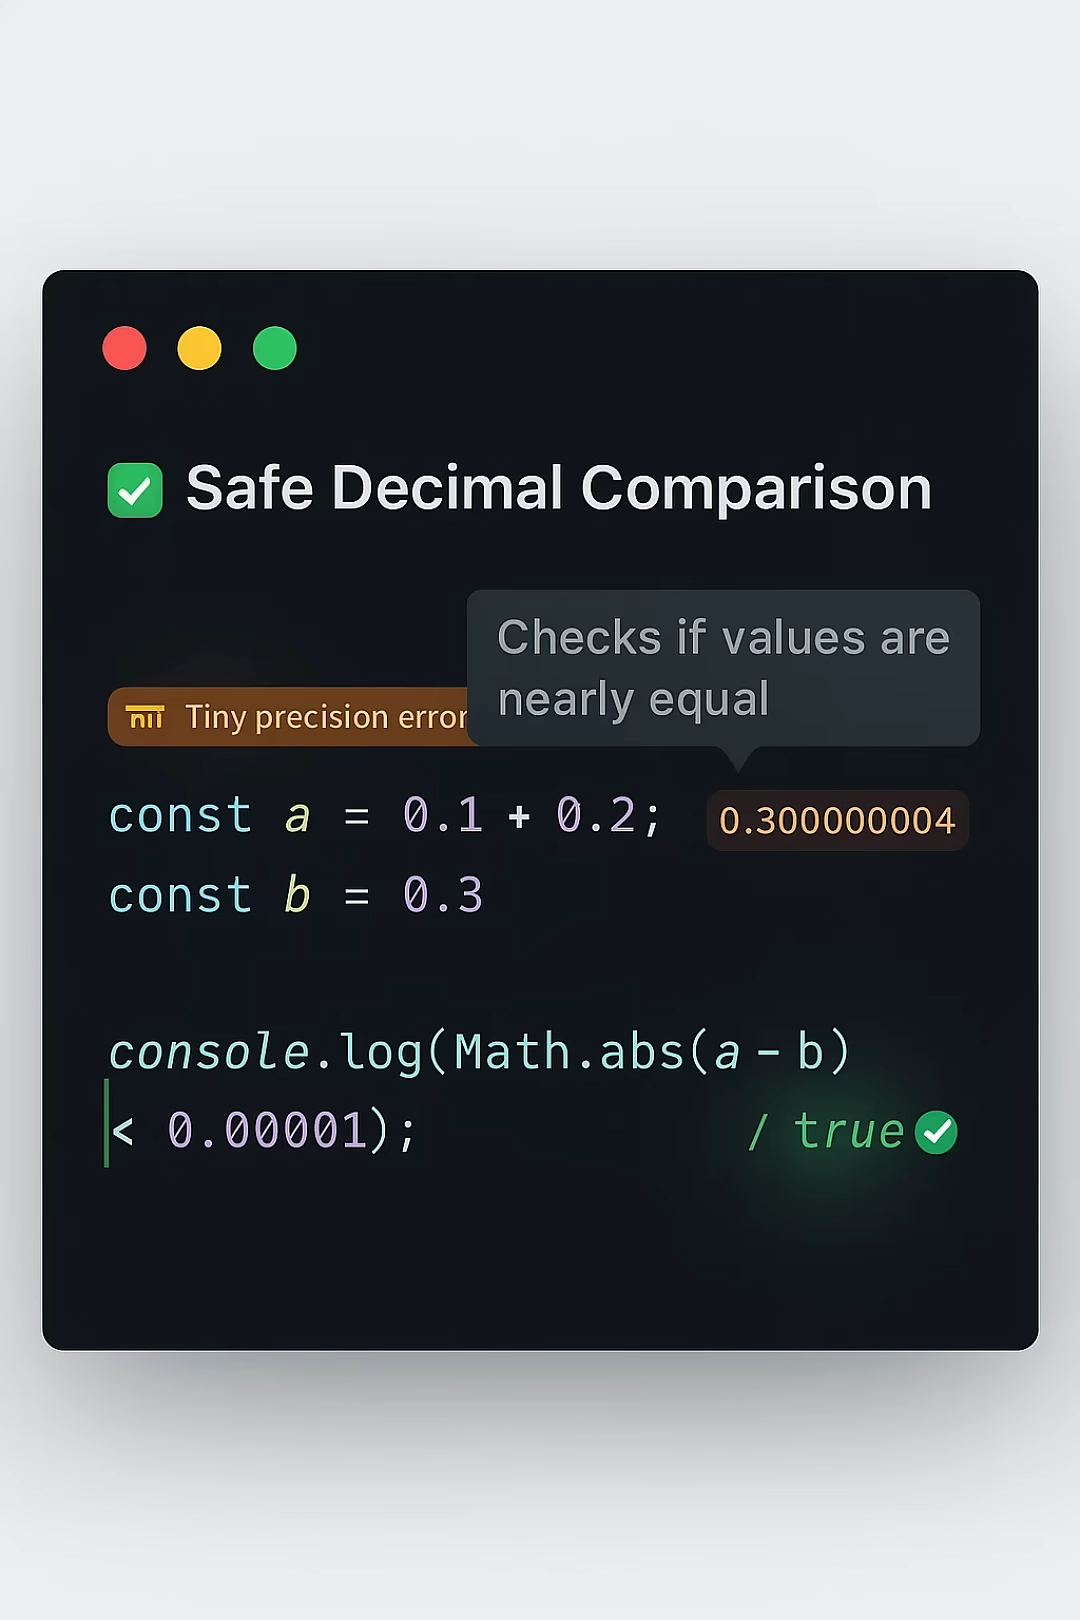 Safe Decimal Comparison
Checks if values are
nearly equal
Tiny precision error
const a = 0.1 + 0.2;
0.300000004
const b = 0.3
console.log(Math.abs(a - b)
< 0.00001);
/ true